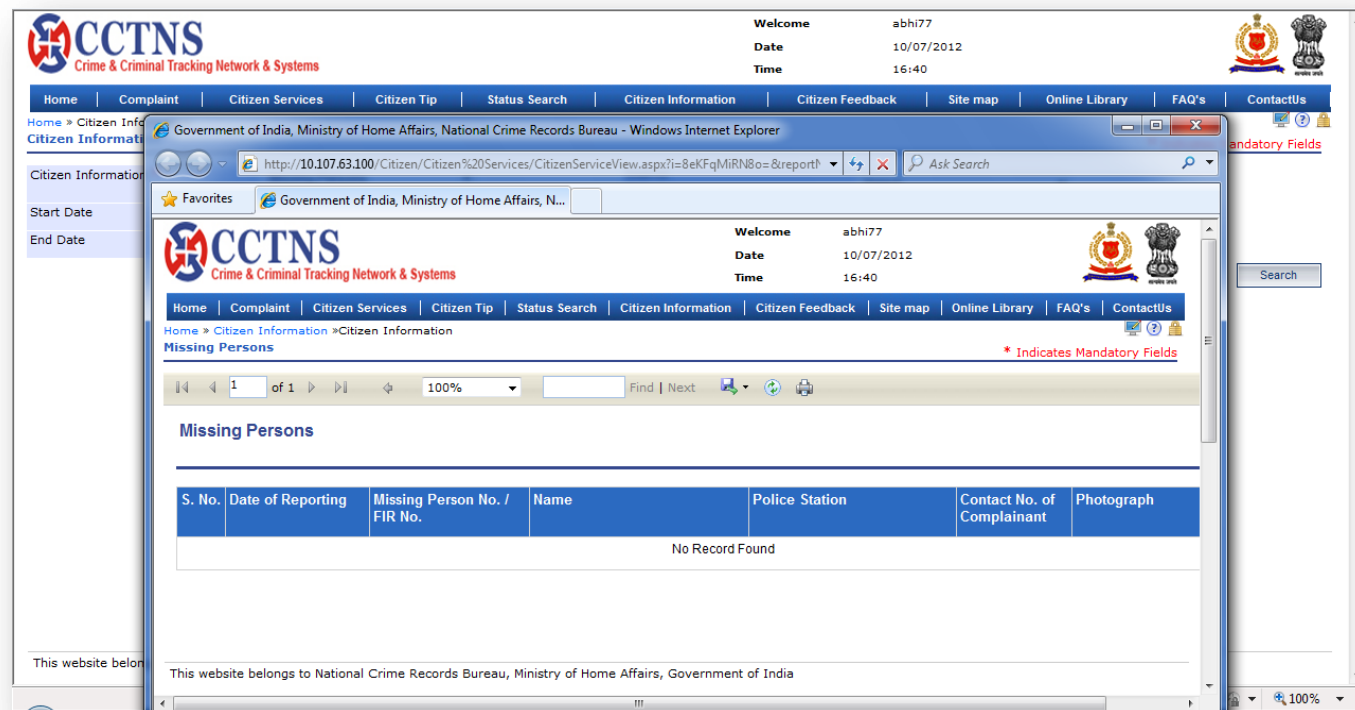 CCTNS
Crime & Criminal Tracking Network & Systems
Welcome abhi77
Date 10/07/2012
Time 16:40
Home | Complaint | Citizen Services | Citizen Tip | Status Search | Citizen Information | Citizen Feedback | Site map | Online Library | FAQ's | ContactUs
Home » Citizen Info
Citizen Informati
andatory Fields
Citizen Information
Start Date
End Date
Search
Government of India, Ministry of Home Affairs, National Crime Records Bureau - Windows Internet Explorer
http://10.107.63.100/Citizen/Citizen%20Services/CitizenServiceView.aspx?i=8eKFqMiRN8o=&report
Ask Search
Favorites
Government of India, Ministry of Home Affairs, N...
CCTNS
Crime & Criminal Tracking Network & Systems
Welcome abhi77
Date 10/07/2012
Time 16:40
Home | Complaint | Citizen Services | Citizen Tip | Status Search | Citizen Information | Citizen Feedback | Site map | Online Library | FAQ's | ContactUs
Home » Citizen Information »Citizen Information
Missing Persons
* Indicates Mandatory Fields
1 of 1 100% Find | Next
Missing Persons
S. No. Date of Reporting Missing Person No. / FIR No. Name Police Station Contact No. of Complainant Photograph
No Record Found
This website belongs to National Crime Records Bureau, Ministry of Home Affairs, Government of India
This website belon
100%